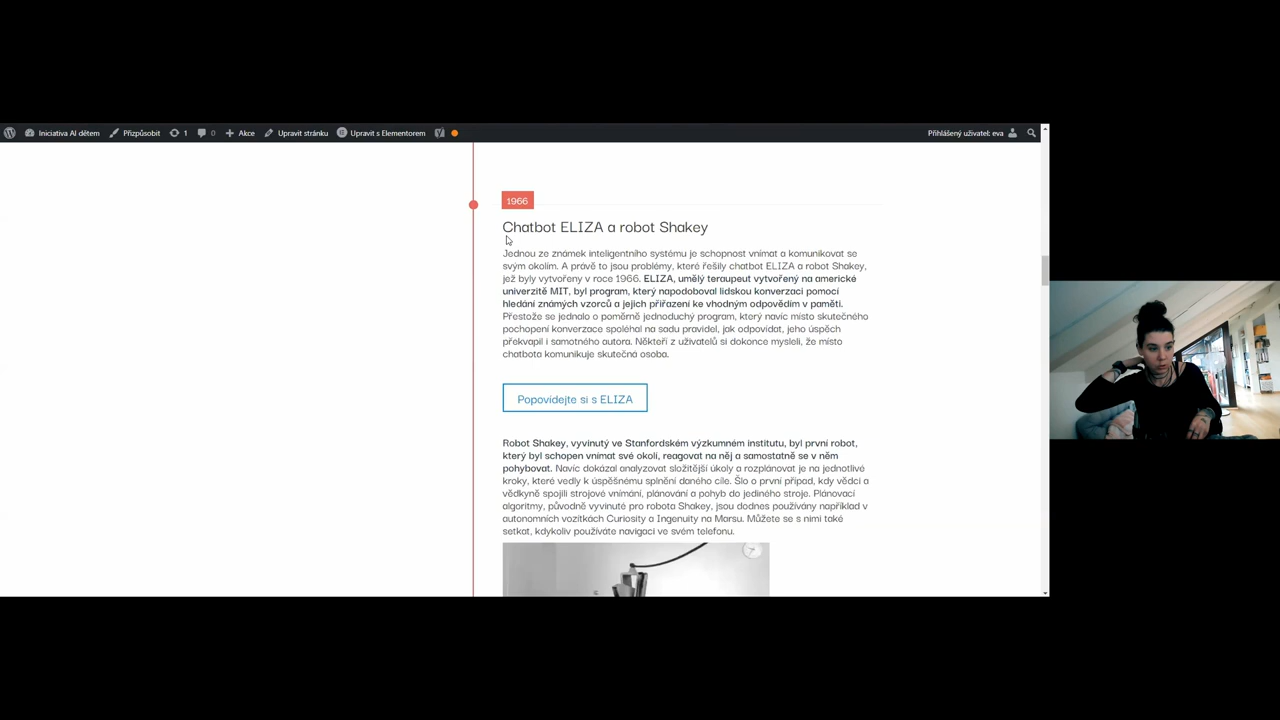 Iniciativa AI dětem Přizpůsobit 1 0 Akce Upravit stránku Upravit s Elementorem Přihlášený uživatel: eva
1966
Chatbot ELIZA a robot Shakey
Jednou ze známek inteligentního systému je schopnost vnímat a komunikovat se
svým okolím. A právě to jsou problémy, které řešily chatbot ELIZA a robot Shakey,
jež byly vytvořeny v roce 1966. ELIZA, umělý terapeut vytvořený na americké
univerzitě MIT, byl program, který napodoboval lidskou konverzaci pomocí
hledání známých vzorců a jejich přiřazení ke vhodným odpovědím v paměti.
Přestože se jednalo o poměrně jednoduchý program, který navíc místo skutečného
pochopení konverzace spoléhal na sadu pravidel, jak odpovídat, jeho úspěch
překvapil i samotného autora. Někteří z uživatelů si dokonce mysleli, že místo
chatbota komunikuje skutečná osoba.
Popovídejte si s ELIZA
Robot Shakey, vyvinutý ve Stanfordském výzkumném institutu, byl první robot,
který byl schopen vnímat své okolí, reagovat na něj a samostatně se v něm
pohybovat. Navíc dokázal analyzovat složitější úkoly a rozplánovat je na jednotlivé
kroky, které vedly k úspěšnému splnění daného cíle. Šlo o první případ, kdy vědci a
vědkyně spojili strojové vnímání, plánování a pohyb do jediného stroje. Plánovací
algoritmy, původně vyvinuté pro robota Shakey, jsou dodnes používány například v
autonomních vozítkách Curiosity a Ingenuity na Marsu. Můžete se s nimi také
setkat, kdykoliv používáte navigaci ve svém telefonu.